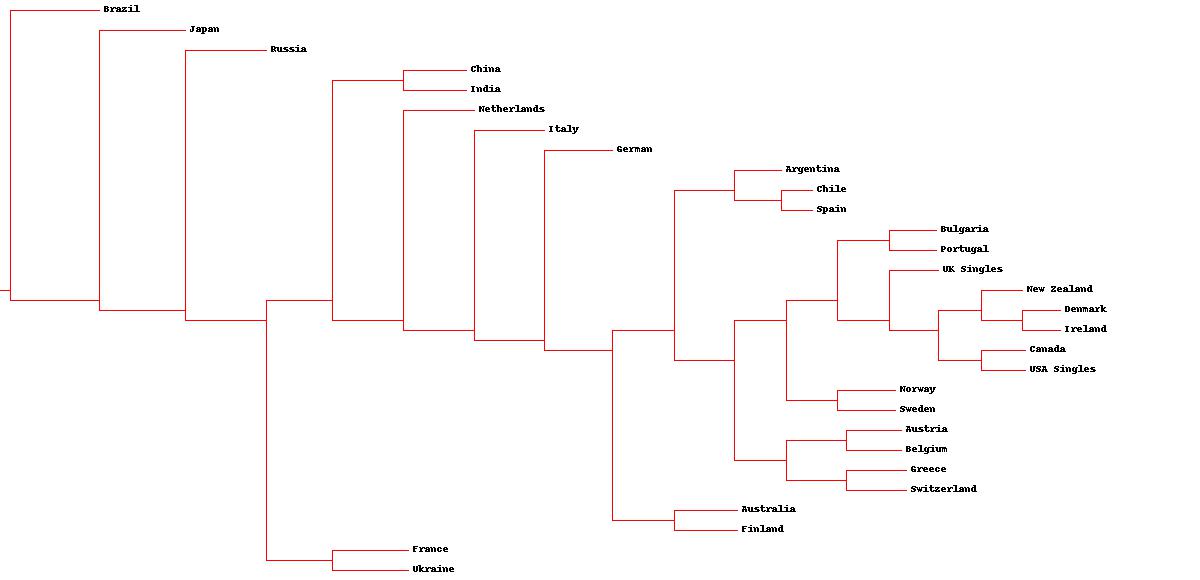 Brazil
Japan
Russia
China
India
Netherlands
Italy
German
Argentina
Chile
Spain
Bulgaria
Portugal
UK Singles
New Zealand
Denmark
Ireland
Canada
USA Singles
Norway
Sweden
Austria
Belgium
Greece
Switzerland
Australia
Finland
France
Ukraine